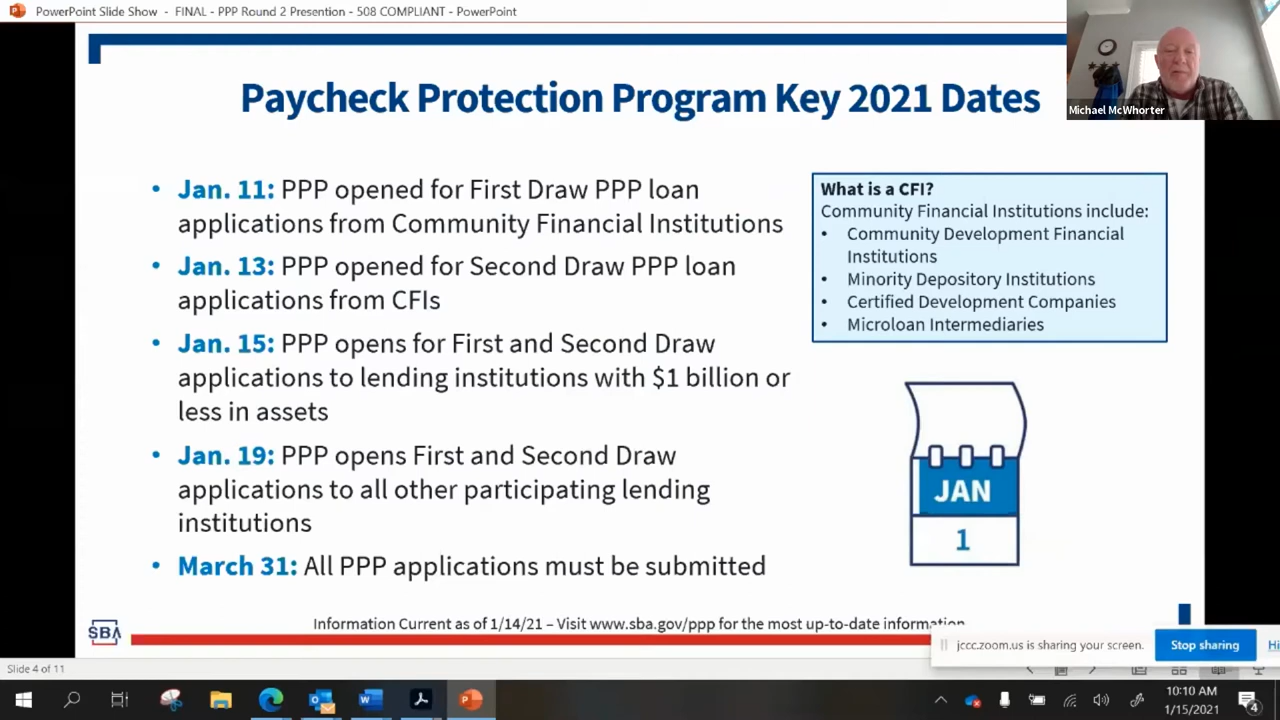 PowerPoint Slide Show - FINAL - PPP Round 2 Presention - 508 COMPLIANT - PowerPoint
Michael McWhorter
Paycheck Protection Program Key 2021 Dates
• Jan. 11: PPP opened for First Draw PPP loan
applications from Community Financial Institutions
• Jan. 13: PPP opened for Second Draw PPP loan
applications from CFIs
• Jan. 15: PPP opens for First and Second Draw
applications to lending institutions with $1 billion or
less in assets
• Jan. 19: PPP opens First and Second Draw
applications to all other participating lending
institutions
• March 31: All PPP applications must be submitted
What is a CFI?
Community Financial Institutions include:
• Community Development Financial
Institutions
• Minority Depository Institutions
• Certified Development Companies
• Microloan Intermediaries
JAN
1
Information Current as of 1/14/21 – Visit www.sba.gov/ppp for the most up-to-date information
SBA
jccc.zoom.us is sharing your screen.
Stop sharing
Hi
Slide 4 of 11
10:10 AM
1/15/2021
4